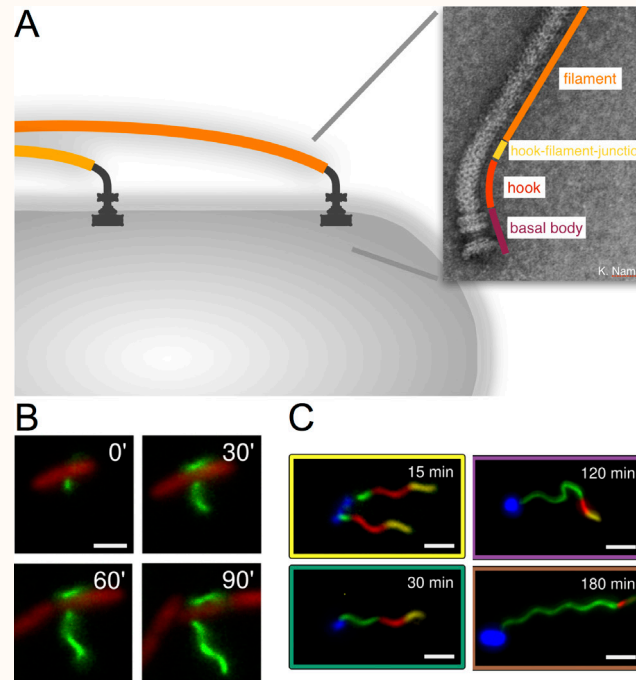 A
filament
hook-filament-junction
hook
basal body
K. Nam
B
0'
30'
60'
90'
C
15 min
120 min
30 min
180 min